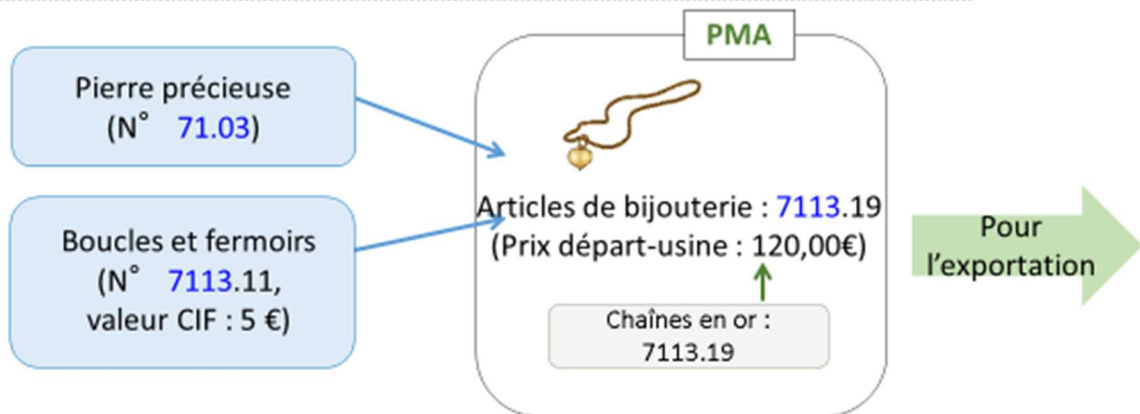 PMA
Pierre précieuse
(N° 71.03)
Boucles et fermoirs
(N° 7113.11,
valeur CIF : 5 €)
Articles de bijouterie : 7113.19
(Prix départ-usine : 120,00€)
Chaînes en or :
7113.19
Pour
l’exportation